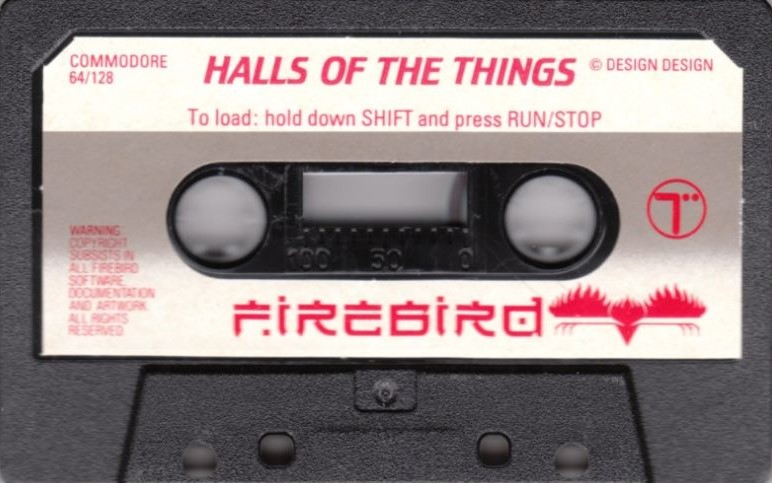 COMMODORE
64/128
HALLS OF THE THINGS
© DESIGN DESIGN
To load: hold down SHIFT and press RUN/STOP
100 50 0
WARNING
COPYRIGHT
SUBSISTS IN
ALL FIREBIRD
SOFTWARE,
DOCUMENTATION
AND ARTWORK
ALL RIGHTS
RESERVED
FIREBIRD